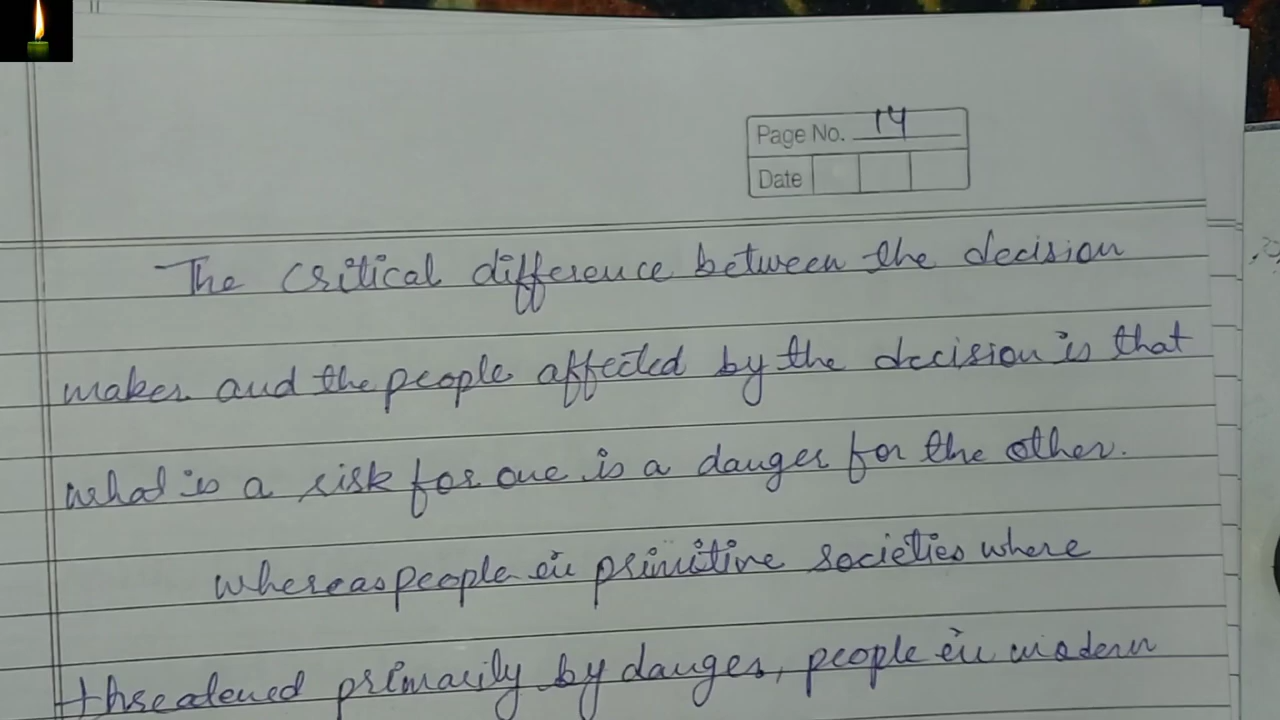 Page No. 14
Date
The critical difference between the decision
maker and the people affected by the decision is that
what is a risk for one is a danger for the other.
Whereas people in primitive societies where
threatened primarily by danger, people in modern